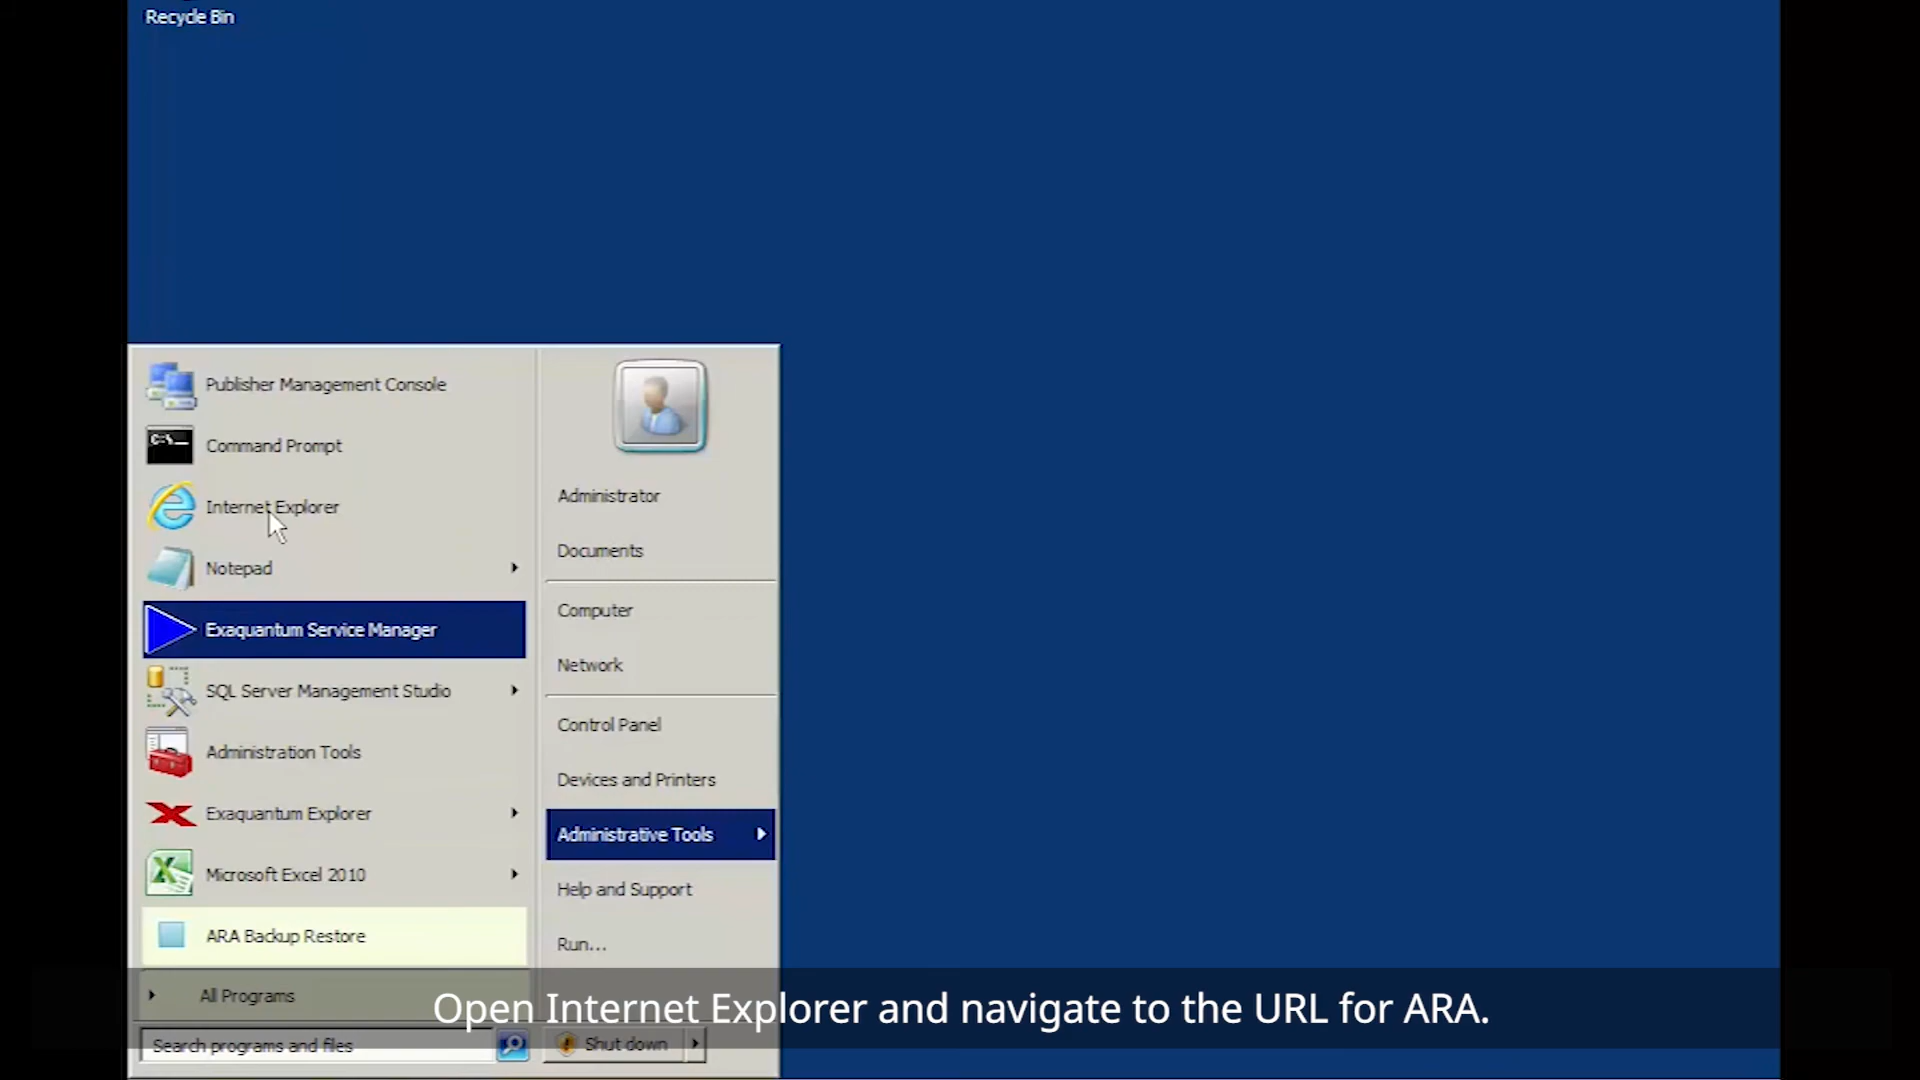 Recycle Bin
Publisher Management Console
Command Prompt
C:\_
Internet Explorer
Notepad
Exaquantum Service Manager
SQL Server Management Studio
Administration Tools
Exaquantum Explorer
Microsoft Excel 2010
ARA Backup Restore
All Programs
Search programs and files
Administrator
Documents
Computer
Network
Control Panel
Devices and Printers
Administrative Tools
Help and Support
Run...
Shut down
Open Internet Explorer and navigate to the URL for ARA.